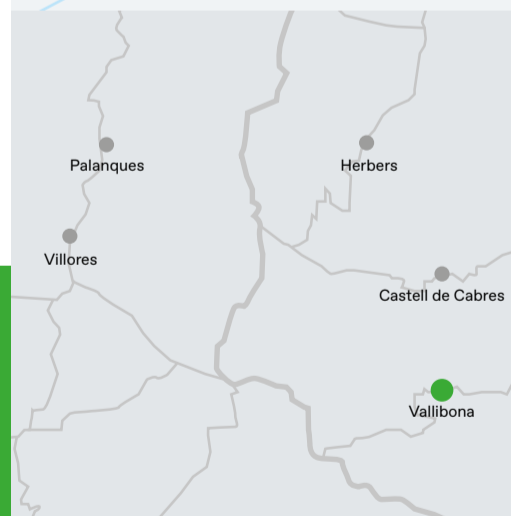 Palanques
Herbers
Villores
Castell de Cabres
Vallibona